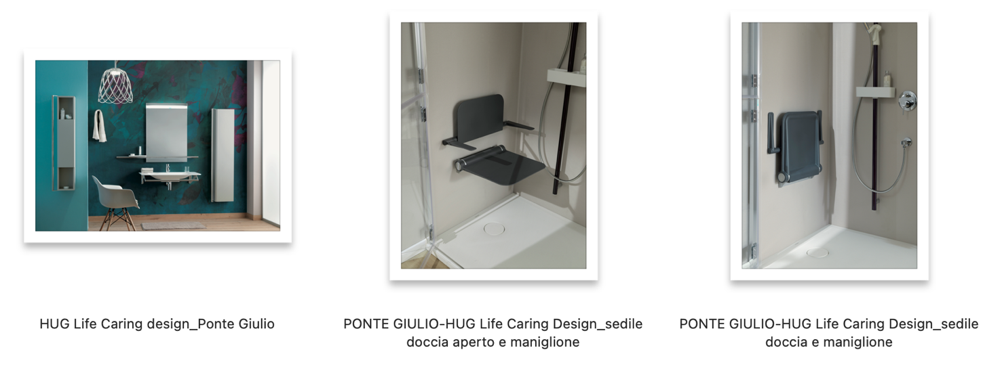 HUG Life Caring design_Ponte Giulio
PONTE GIULIO-HUG Life Caring Design_sedile
doccia aperto e maniglione
PONTE GIULIO-HUG Life Caring Design_sedile
doccia e maniglione